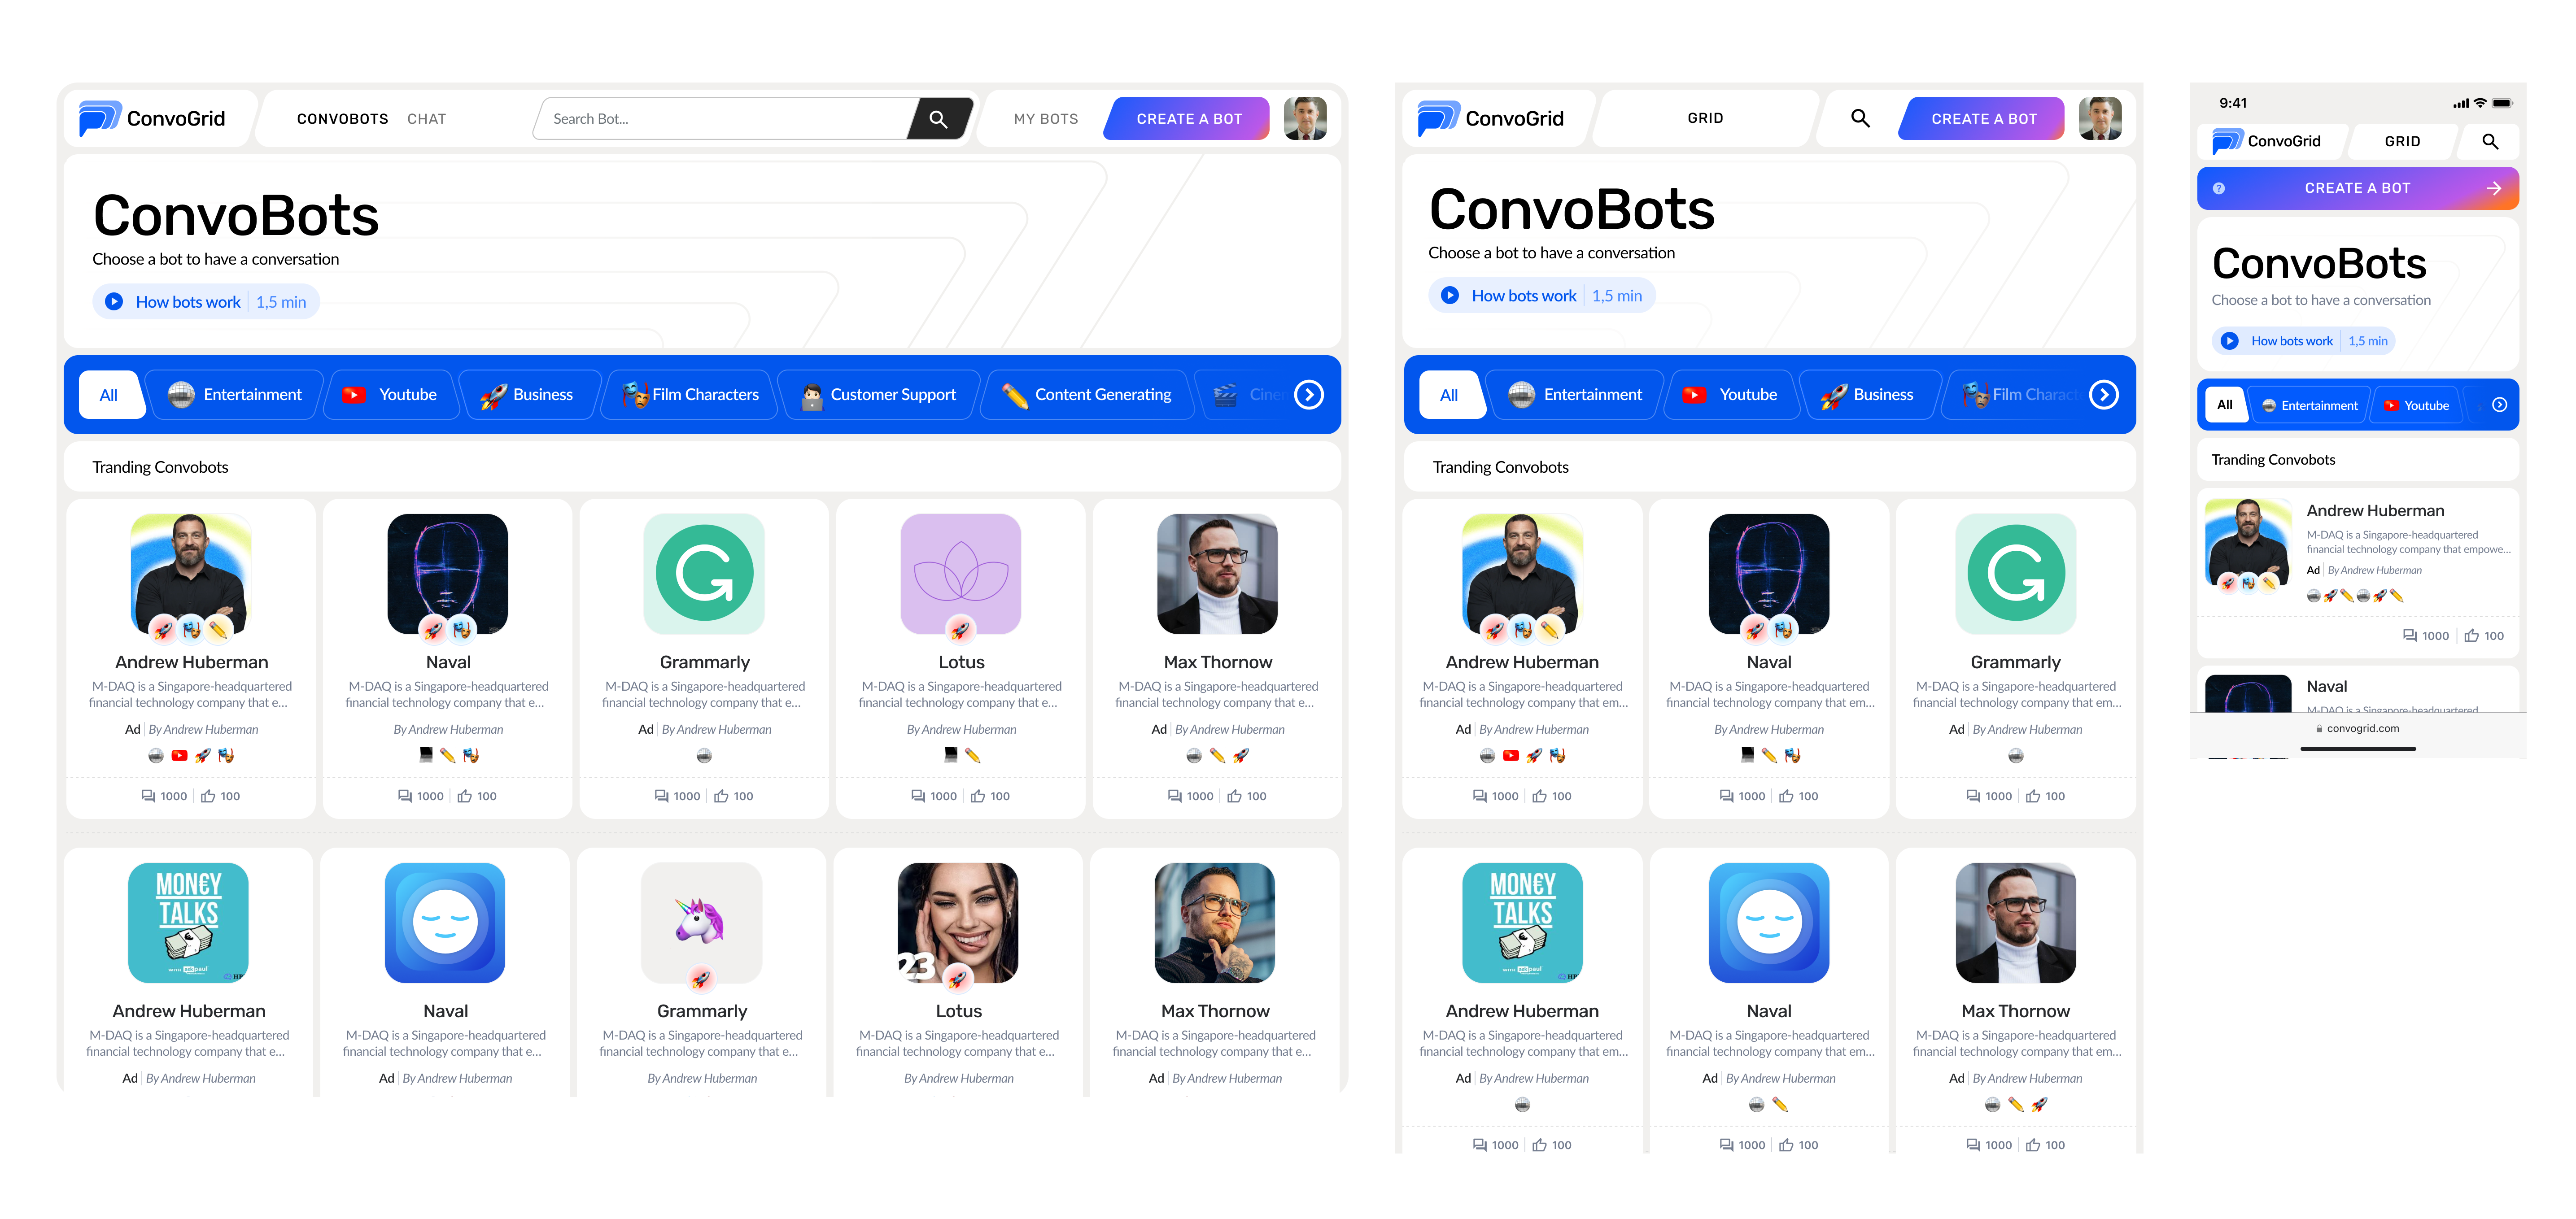 ConvoGrid
CONVOBOTS CHAT
Search Bot...
MY BOTS
CREATE A BOT
ConvoBots
Choose a bot to have a conversation
How bots work 1,5 min
All Entertainment Youtube Business Film Characters Customer Support Content Generating Cine
Tranding Convobots
Andrew Huberman
M-DAQ is a Singapore-headquartered
financial technology company that e...
Ad By Andrew Huberman
1000 100
Naval
M-DAQ is a Singapore-headquartered
financial technology company that e...
By Andrew Huberman
1000 100
Grammarly
M-DAQ is a Singapore-headquartered
financial technology company that e...
Ad By Andrew Huberman
1000 100
Lotus
M-DAQ is a Singapore-headquartered
financial technology company that e...
By Andrew Huberman
1000 100
Max Thornow
M-DAQ is a Singapore-headquartered
financial technology company that e...
Ad By Andrew Huberman
1000 100
MON€Y
TALKS
WITH paul
Andrew Huberman
M-DAQ is a Singapore-headquartered
financial technology company that e...
Ad By Andrew Huberman
Naval
M-DAQ is a Singapore-headquartered
financial technology company that e...
Ad By Andrew Huberman
Grammarly
M-DAQ is a Singapore-headquartered
financial technology company that e...
By Andrew Huberman
23
Lotus
M-DAQ is a Singapore-headquartered
financial technology company that e...
By Andrew Huberman
Max Thornow
M-DAQ is a Singapore-headquartered
financial technology company that e...
Ad By Andrew Huberman
ConvoGrid
GRID
CREATE A BOT
ConvoBots
Choose a bot to have a conversation
How bots work 1,5 min
All Entertainment Youtube Business Film Charact
Tranding Convobots
Andrew Huberman
M-DAQ is a Singapore-headquartered
financial technology company that em...
Ad By Andrew Huberman
1000 100
Naval
M-DAQ is a Singapore-headquartered
financial technology company that em...
By Andrew Huberman
1000 100
Grammarly
M-DAQ is a Singapore-headquartered
financial technology company that em...
Ad By Andrew Huberman
1000 100
MON€Y
TALKS
WITH paul
Andrew Huberman
M-DAQ is a Singapore-headquartered
financial technology company that em...
Ad By Andrew Huberman
1000 100
Naval
M-DAQ is a Singapore-headquartered
financial technology company that em...
Ad By Andrew Huberman
1000 100
Max Thornow
M-DAQ is a Singapore-headquartered
financial technology company that em...
Ad By Andrew Huberman
1000 100
9:41
ConvoGrid
GRID
CREATE A BOT
ConvoBots
Choose a bot to have a conversation
How bots work 1,5 min
All Entertainment Youtube
Tranding Convobots
Andrew Huberman
M-DAQ is a Singapore-headquartered
financial technology company that empowe...
Ad By Andrew Huberman
1000 100
Naval
M-DAQ is a Singapore-headquartered
convogrid.com